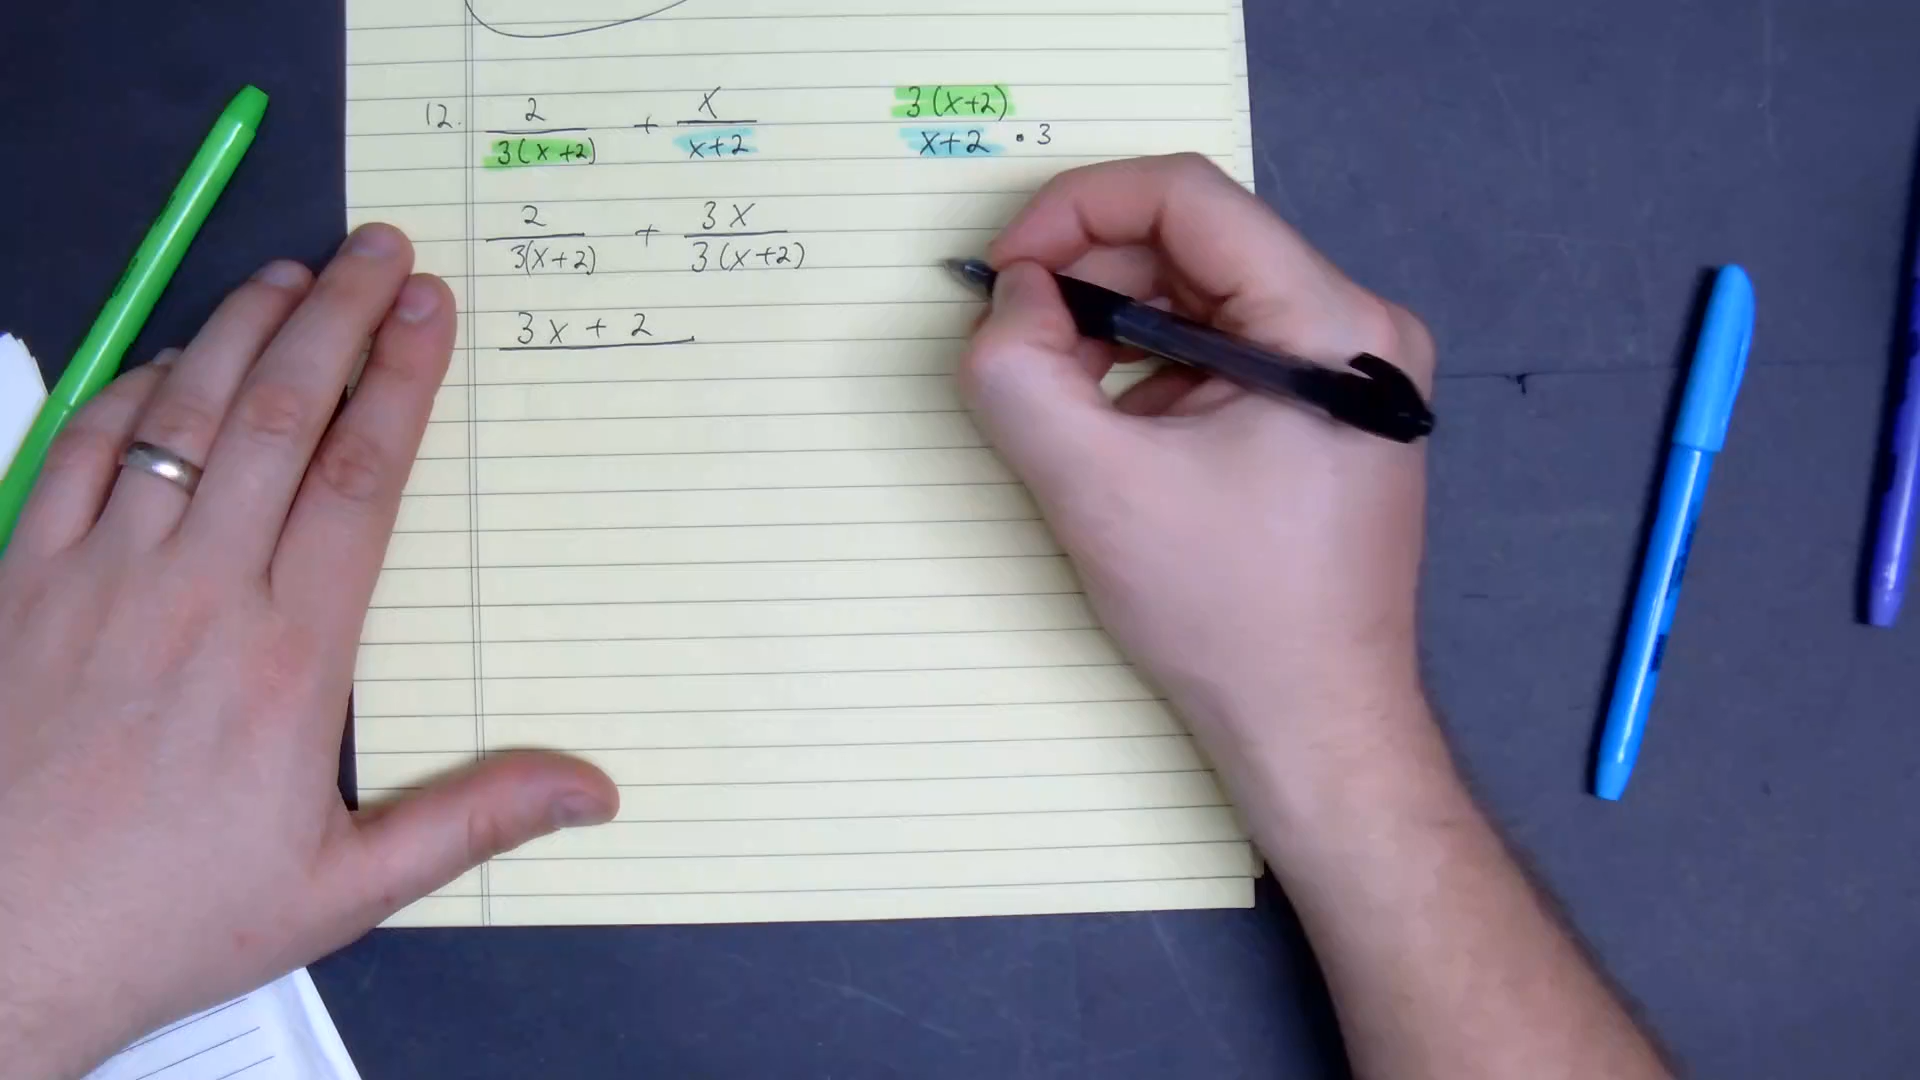 12. 2/3(x+2) + x/x+2    3(x+2)
x+2 · 3
2/3(x+2) + 3x/3(x+2)
3x + 2